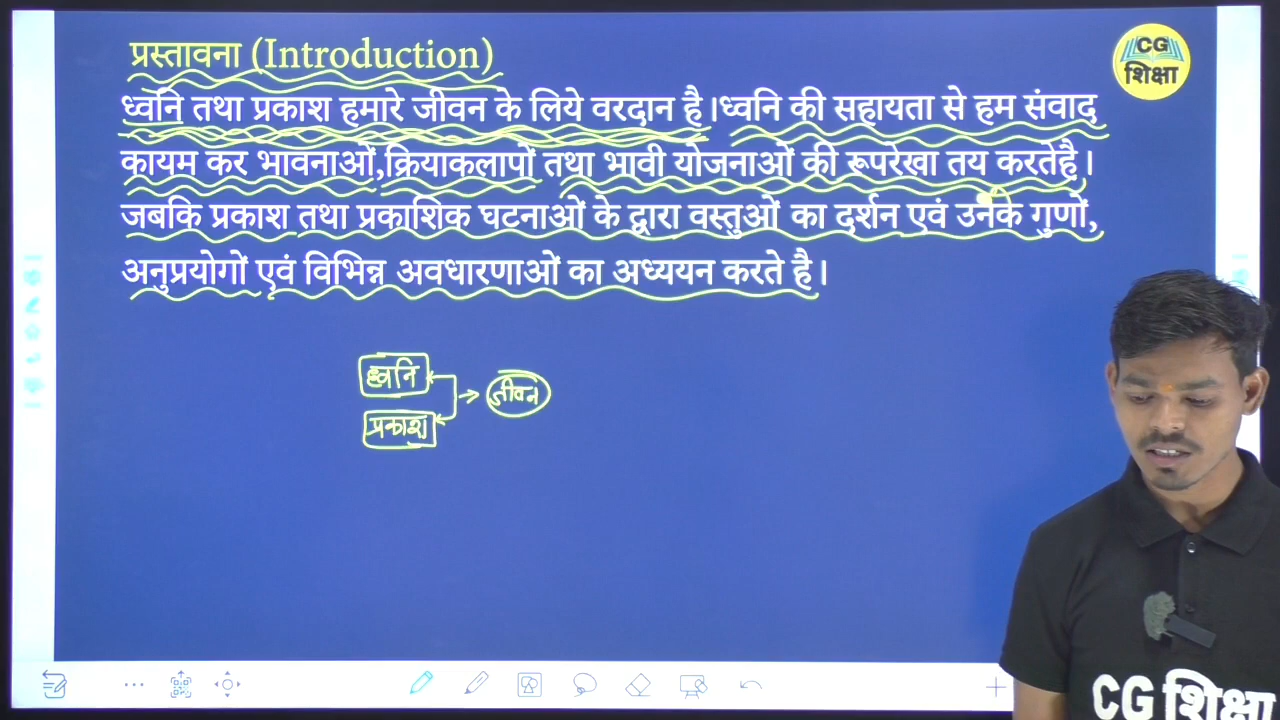 प्रस्तावना (Introduction)
CG
शिक्षा
ध्वनि तथा प्रकाश हमारे जीवन के लिये वरदान है।ध्वनि की सहायता से हम संवाद
कायम कर भावनाओं,क्रियाकलापों तथा भावी योजनाओं की रूपरेखा तय करतेहै।
जबकि प्रकाश तथा प्रकाशिक घटनाओं के द्वारा वस्तुओं का दर्शन एवं उनके गुणों,
अनुप्रयोगों एवं विभिन्न अवधारणाओं का अध्ययन करते है।
ध्वनि
जीवन
प्रकाश
CG शिक्षा